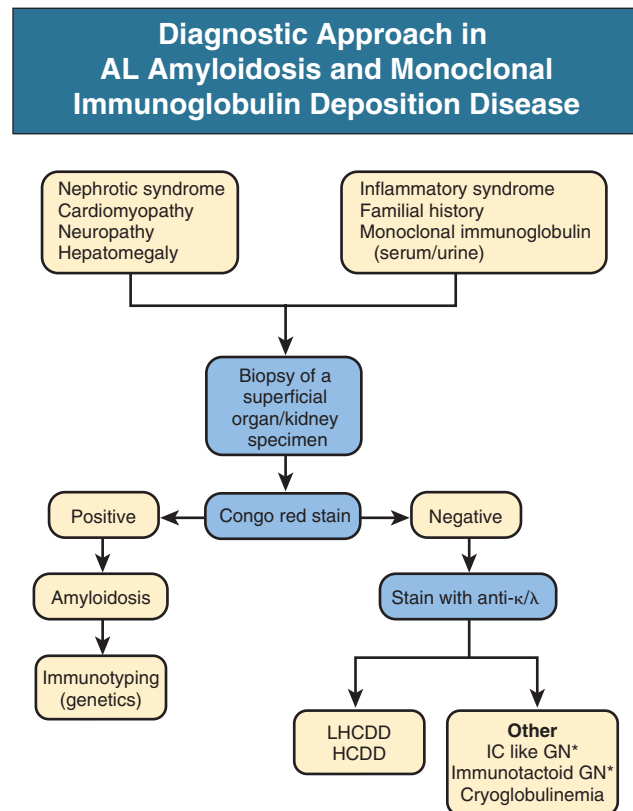 Diagnostic Approach in
AL Amyloidosis and Monoclonal
Immunoglobulin Deposition Disease
Nephrotic syndrome
Cardiomyopathy
Neuropathy
Hepatomegaly
Inflammatory syndrome
Familial history
Monoclonal immunoglobulin
(serum/urine)
Biopsy of a
superficial
organ/kidney
specimen
Positive
Congo red stain
Negative
Amyloidosis
Stain with anti-κ/λ
Immunotyping
(genetics)
LHCDD
HCDD
Other
IC like GN*
Immunotactoid GN*
Cryoglobulinemia